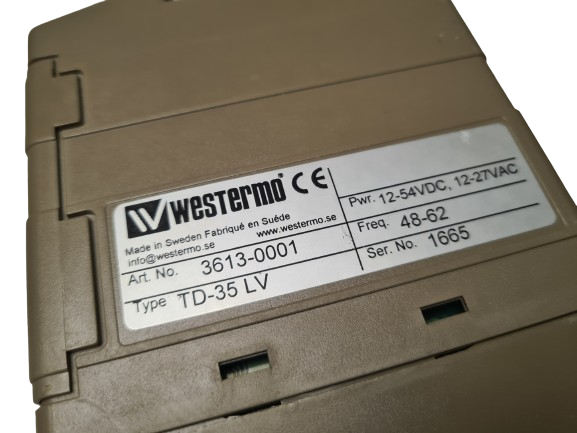 WESTERMO® CE
Made in Sweden Fabriqué en Suéde
info@westermo.se www.westermo.se
Art. No. 3613-0001
Type TD-35 LV
Pwr. 12-54VDC, 12-27VAC
Freq. 48-62
Ser. No. 1665